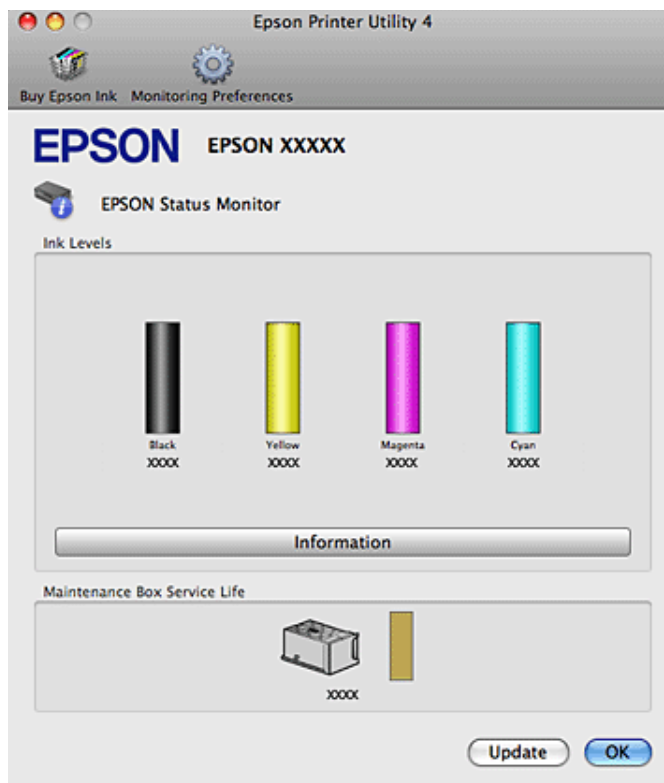 Epson Printer Utility 4
Buy Epson Ink Monitoring Preferences
EPSON EPSON XXXXX
EPSON Status Monitor
Ink Levels
Black Yellow Magenta Cyan
XXXX XXXX XXXX XXXX
Information
Maintenance Box Service Life
XXXX
Update OK